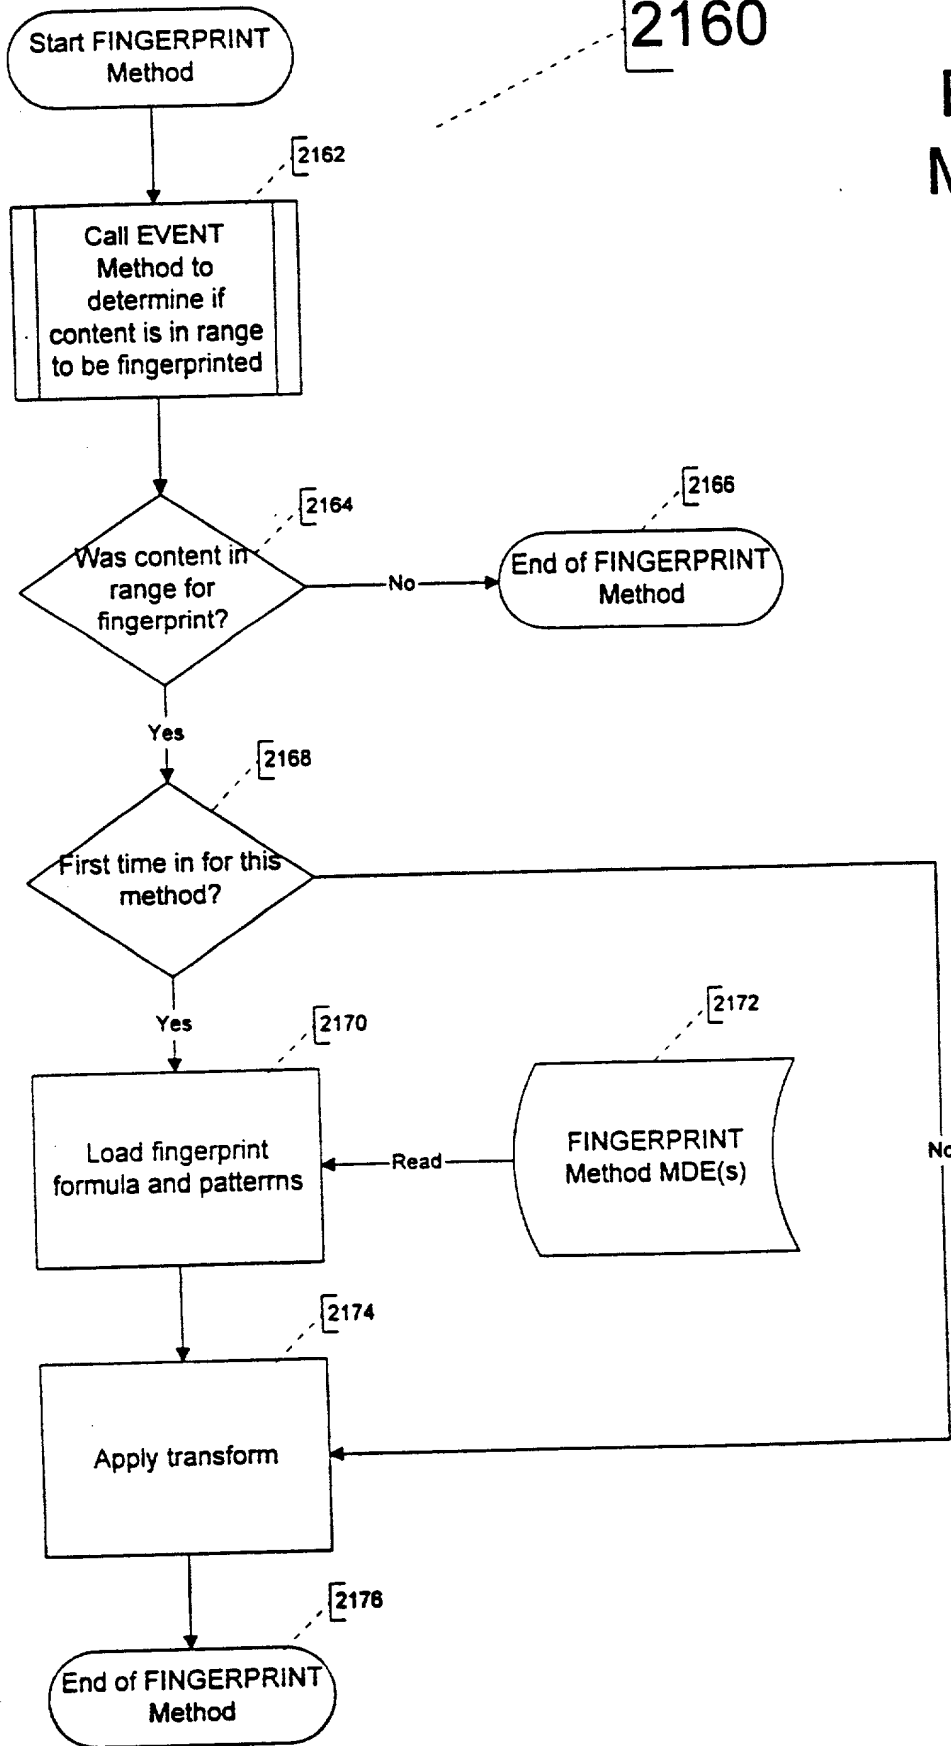 Start FINGERPRINT
Method
2160
2162
Call EVENT
Method to
determine if
content is in range
to be fingerprinted
2164
Was content in
range for
fingerprint?
No
2166
End of FINGERPRINT
Method
Yes
2168
First time in for this
method?
Yes
2170
2172
Load fingerprint
formula and patterrns
Read
FINGERPRINT
Method MDE(s)
No
2174
Apply transform
2176
End of FINGERPRINT
Method